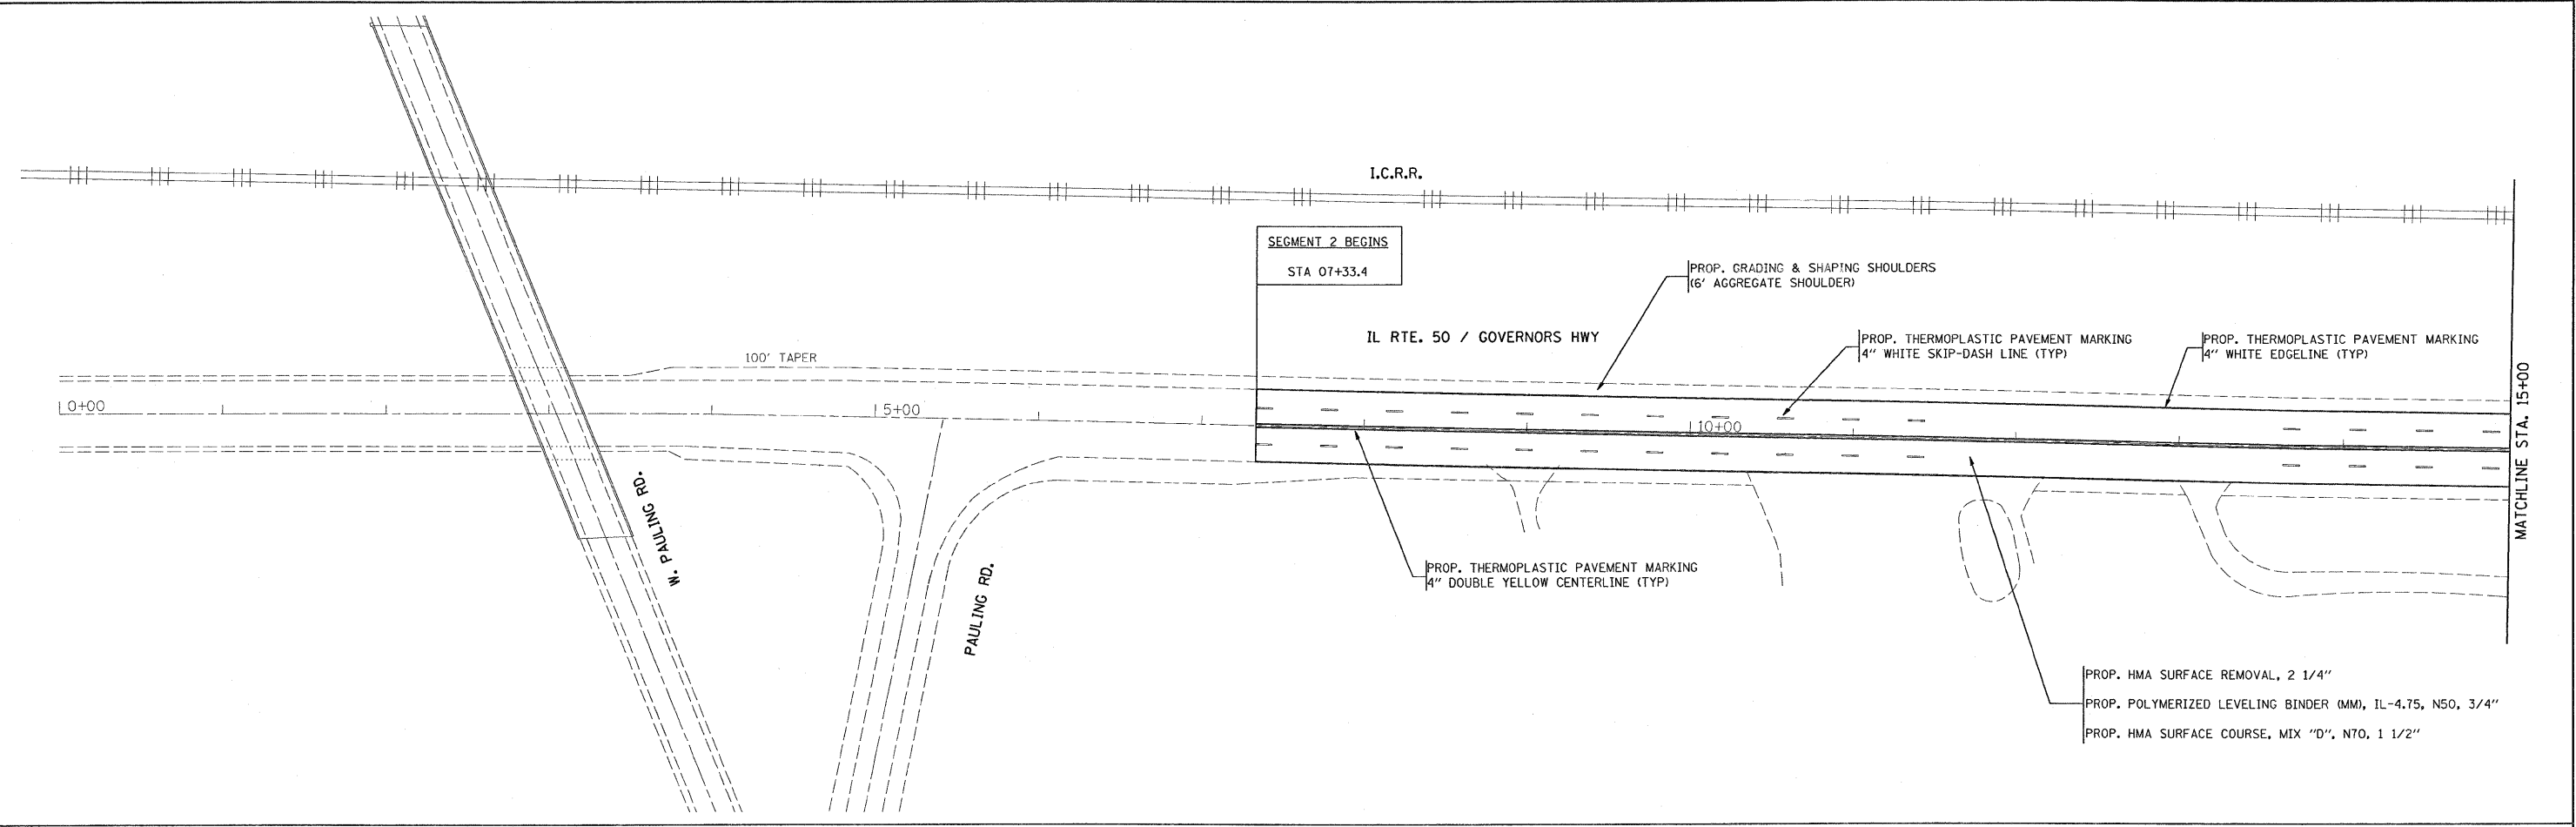 I.C.R.R.
SEGMENT 2 BEGINS
STA 07+33.4
PROP. GRADING & SHAPING SHOULDERS
(6' AGGREGATE SHOULDER)
IL RTE. 50 / GOVERNORS HWY
PROP. THERMOPLASTIC PAVEMENT MARKING
4" WHITE SKIP-DASH LINE (TYP)
PROP. THERMOPLASTIC PAVEMENT MARKING
4" WHITE EDGELINE (TYP)
100' TAPER
0+00
5+00
10+00
MATCHLINE STA. 15+00
W. PAULING RD.
PAULING RD.
PROP. THERMOPLASTIC PAVEMENT MARKING
4" DOUBLE YELLOW CENTERLINE (TYP)
PROP. HMA SURFACE REMOVAL, 2 1/4"
PROP. POLYMERIZED LEVELING BINDER (MM), IL-4.75, N50, 3/4"
PROP. HMA SURFACE COURSE, MIX "D", N70, 1 1/2"